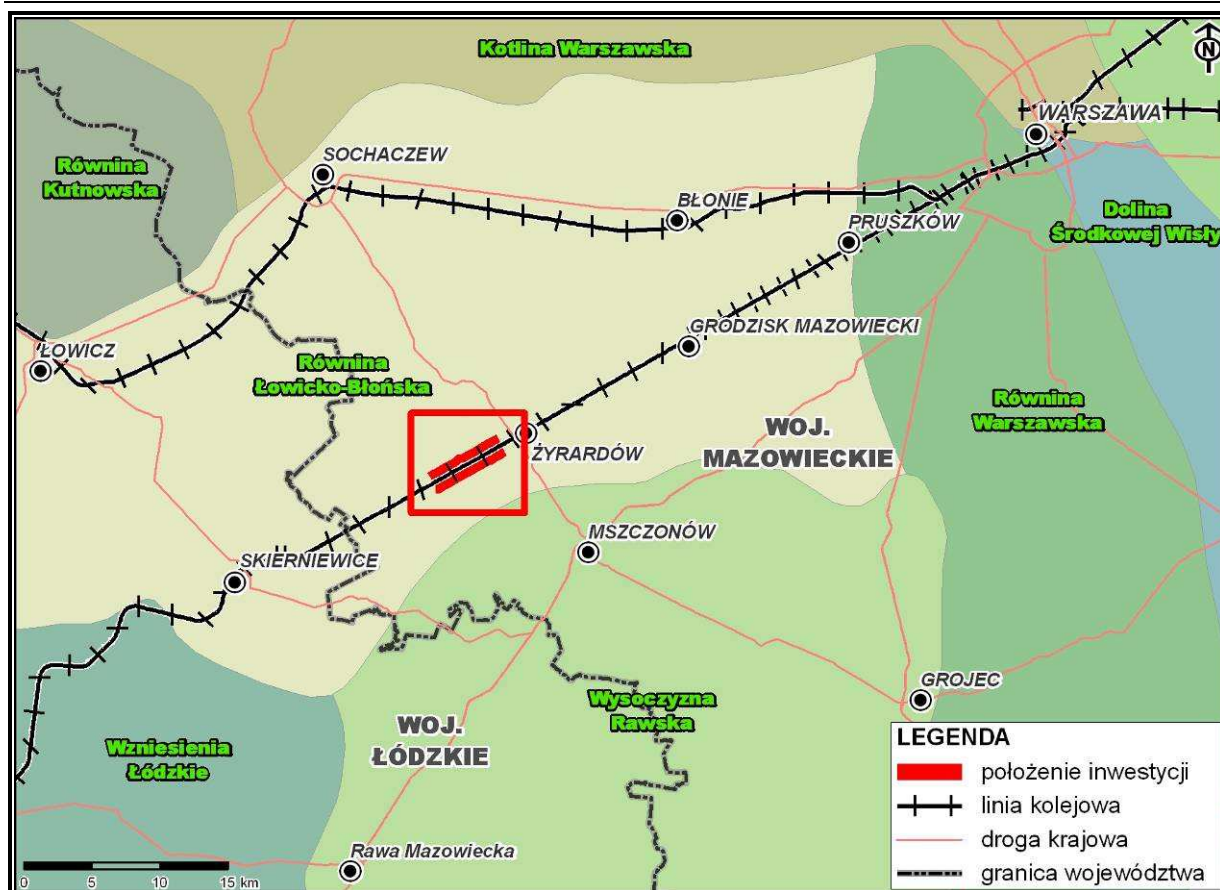 Kotlina Warszawska
N
WARSZAWA
Równina
Kutnowska
SOCHACZEW
BŁONIE
PRUSZKÓW
Dolina
Środkowej Wisły
GRODZISK MAZOWIECKI
ŁOWICZ
Równina
Łowicko-Błońska
Równina
Warszawska
WOJ.
MAZOWIECKIE
ŻYRARDÓW
MSZCZONÓW
SKIERNIEWICE
GROJEC
Wysoczyzna
Rawska
WOJ.
ŁÓDZKIE
Wzniesienia
Łódzkie
LEGENDA
położenie inwestycji
linia kolejowa
droga krajowa
granica województwa
Rawa Mazowiecka
0 5 10 15 km